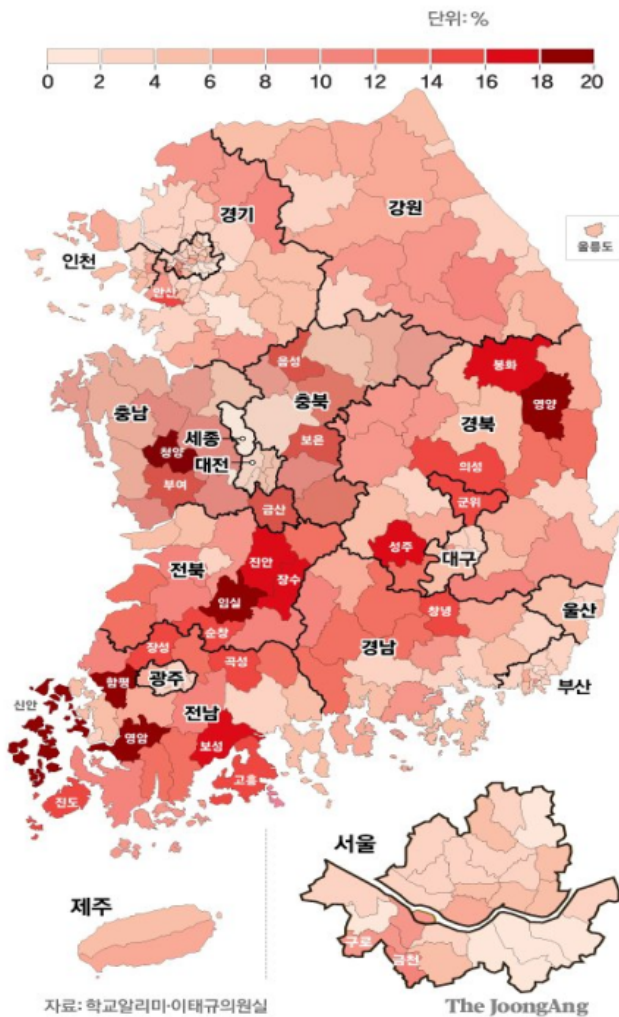 단위: %
0 2 4 6 8 10 12 14 16 18 20
경기
강원
인천
울릉도
안산
음성
봉화
충남
충북
경북
영양
세종
청양
보은
대전
의성
부여
군위
금산
성주
대구
전북
진안
장수
임실
창녕
울산
순창
경남
장성
곡성
함평
광주
부산
신안
전남
영암
보성
고흥
진도
서울
제주
구로
금천
자료: 학교알리미·이태규의원실
The JoongAng